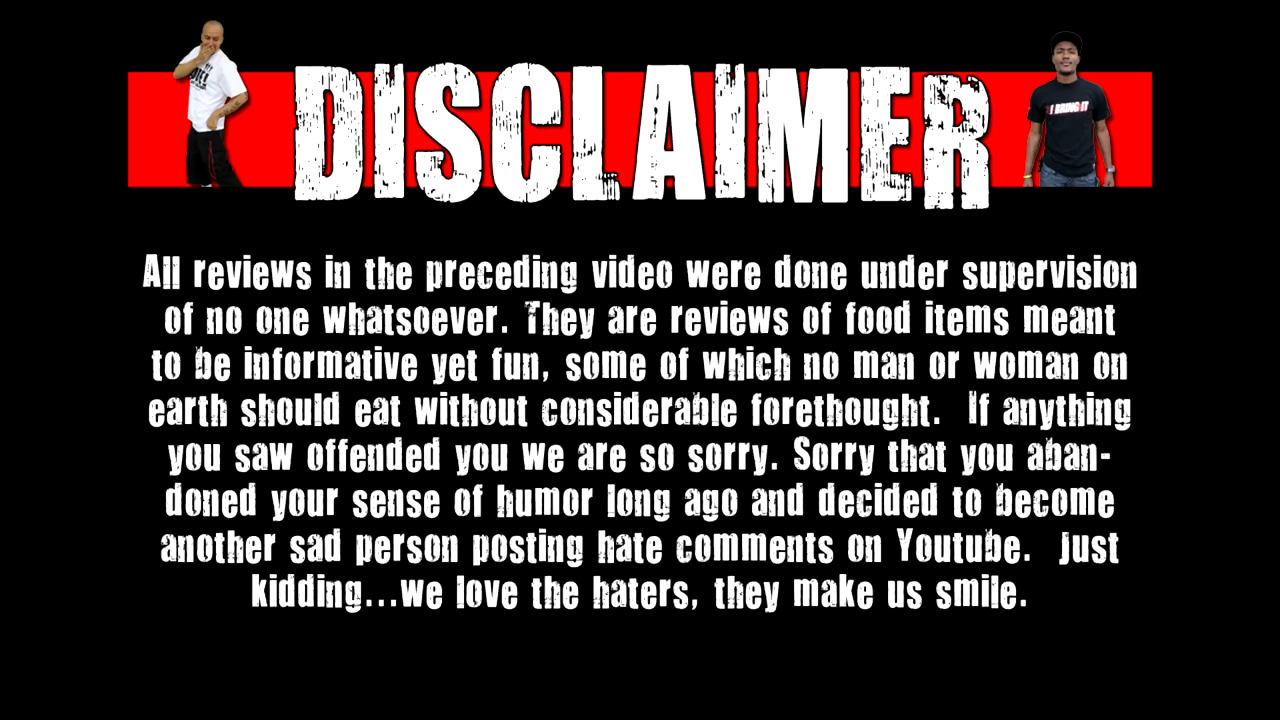 DISCLAIMER
I BRING IT
All reviews in the preceding video were done under supervision
of no one whatsoever. They are reviews of food items meant
to be informative yet fun, some of which no man or woman on
earth should eat without considerable forethought. If anything
you saw offended you we are so sorry. Sorry that you aban-
doned your sense of humor long ago and decided to become
another sad person posting hate comments on Youtube. Just
kidding...we love the haters, they make us smile.